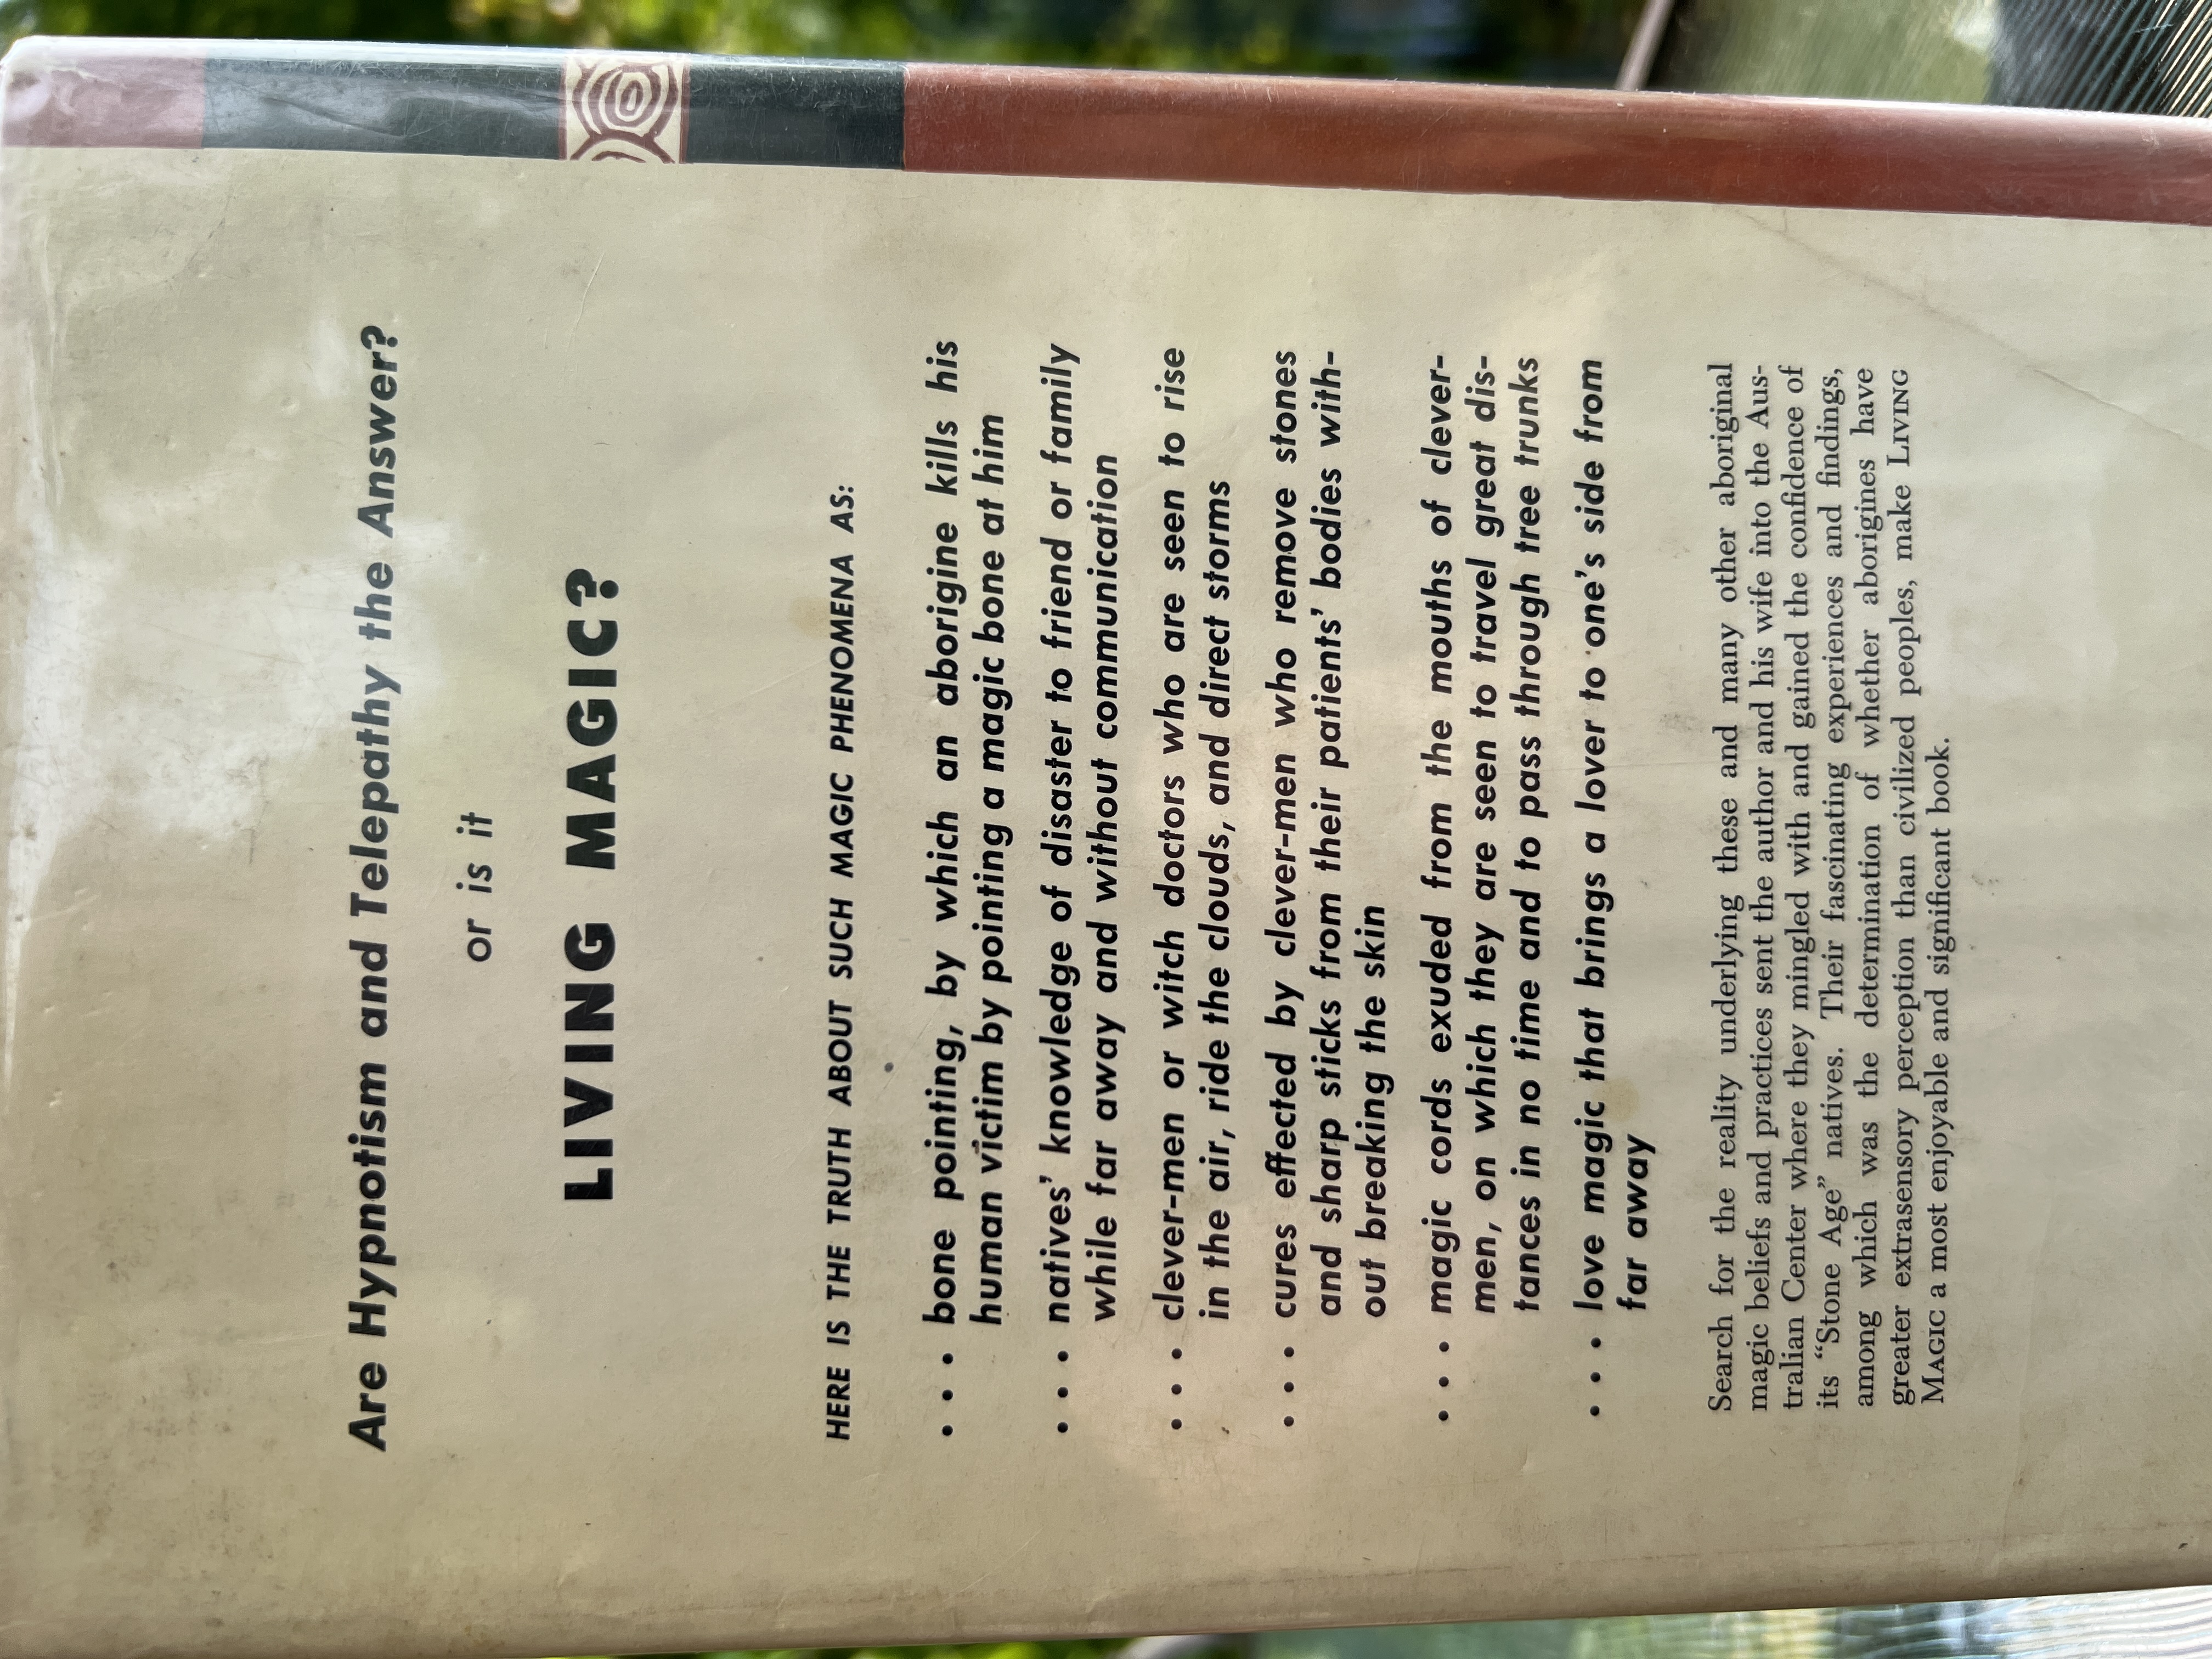 Are Hypnotism and Telepathy the Answer?
or is it
LIVING MAGIC?
HERE IS THE TRUTH ABOUT SUCH MAGIC PHENOMENA AS:
. . . bone pointing, by which an aborigine kills his
human victim by pointing a magic bone at him
. . . natives' knowledge of disaster to friend or family
while far away and without communication
. . . clever-men or witch doctors who are seen to rise
in the air, ride the clouds, and direct storms
. . . cures effected by clever-men who remove stones
and sharp sticks from their patients' bodies with-
out breaking the skin
. . . magic cords exuded from the mouths of clever-
men, on which they are seen to travel great dis-
tances in no time and to pass through tree trunks
. . . love magic that brings a lover to one's side from
far away
Search for the reality underlying these and many other aboriginal
magic beliefs and practices sent the author and his wife into the Aus-
tralian Center where they mingled with and gained the confidence of
its “Stone Age” natives. Their fascinating experiences and findings,
among which was the determination of whether aborigines have
greater extrasensory perception than civilized peoples, make LIVING
MAGIC a most enjoyable and significant book.